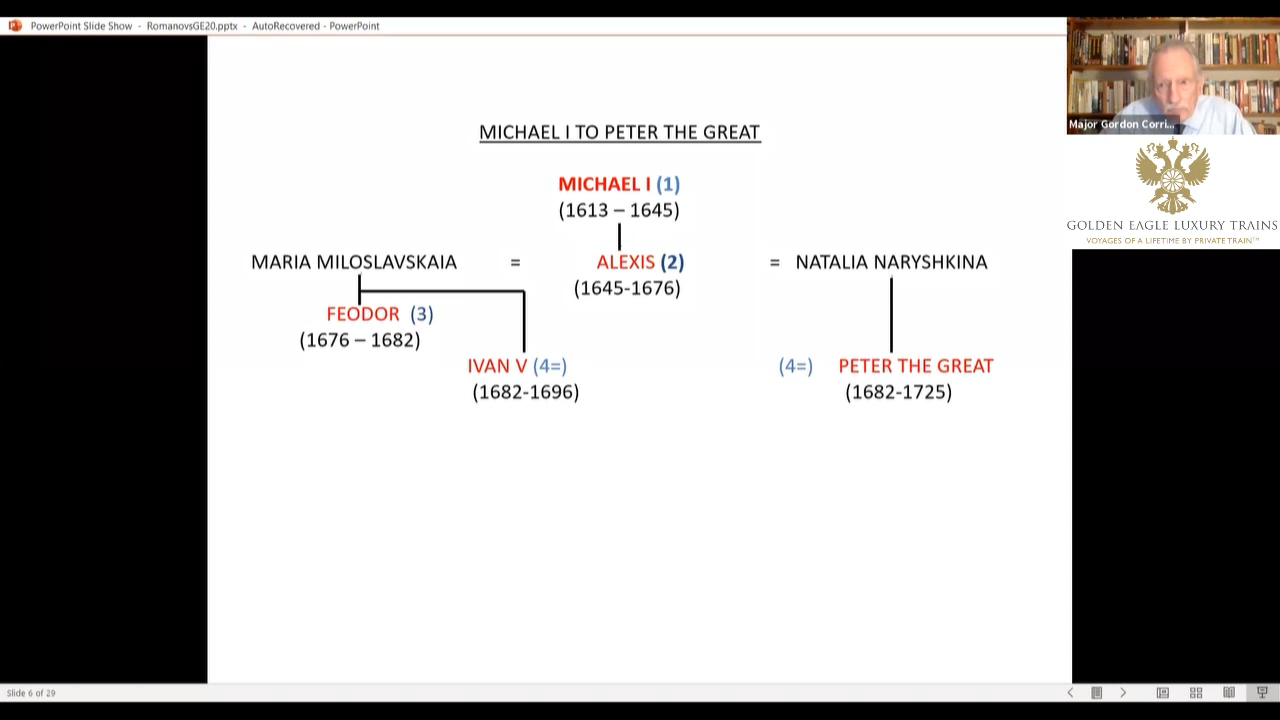 PowerPoint Slide Show - RomanovsGE20.pptx - AutoRecovered - PowerPoint
Major Gordon Corri...
GOLDEN EAGLE LUXURY TRAINS
VOYAGES OF A LIFETIME BY PRIVATE TRAIN™
MICHAEL I TO PETER THE GREAT
MICHAEL I (1)
(1613 – 1645)
MARIA MILOSLAVSKAIA = ALEXIS (2) = NATALIA NARYSHKINA
(1645-1676)
FEODOR (3)
(1676 – 1682)
IVAN V (4=) (4=) PETER THE GREAT
(1682-1696) (1682-1725)
Slide 6 of 29